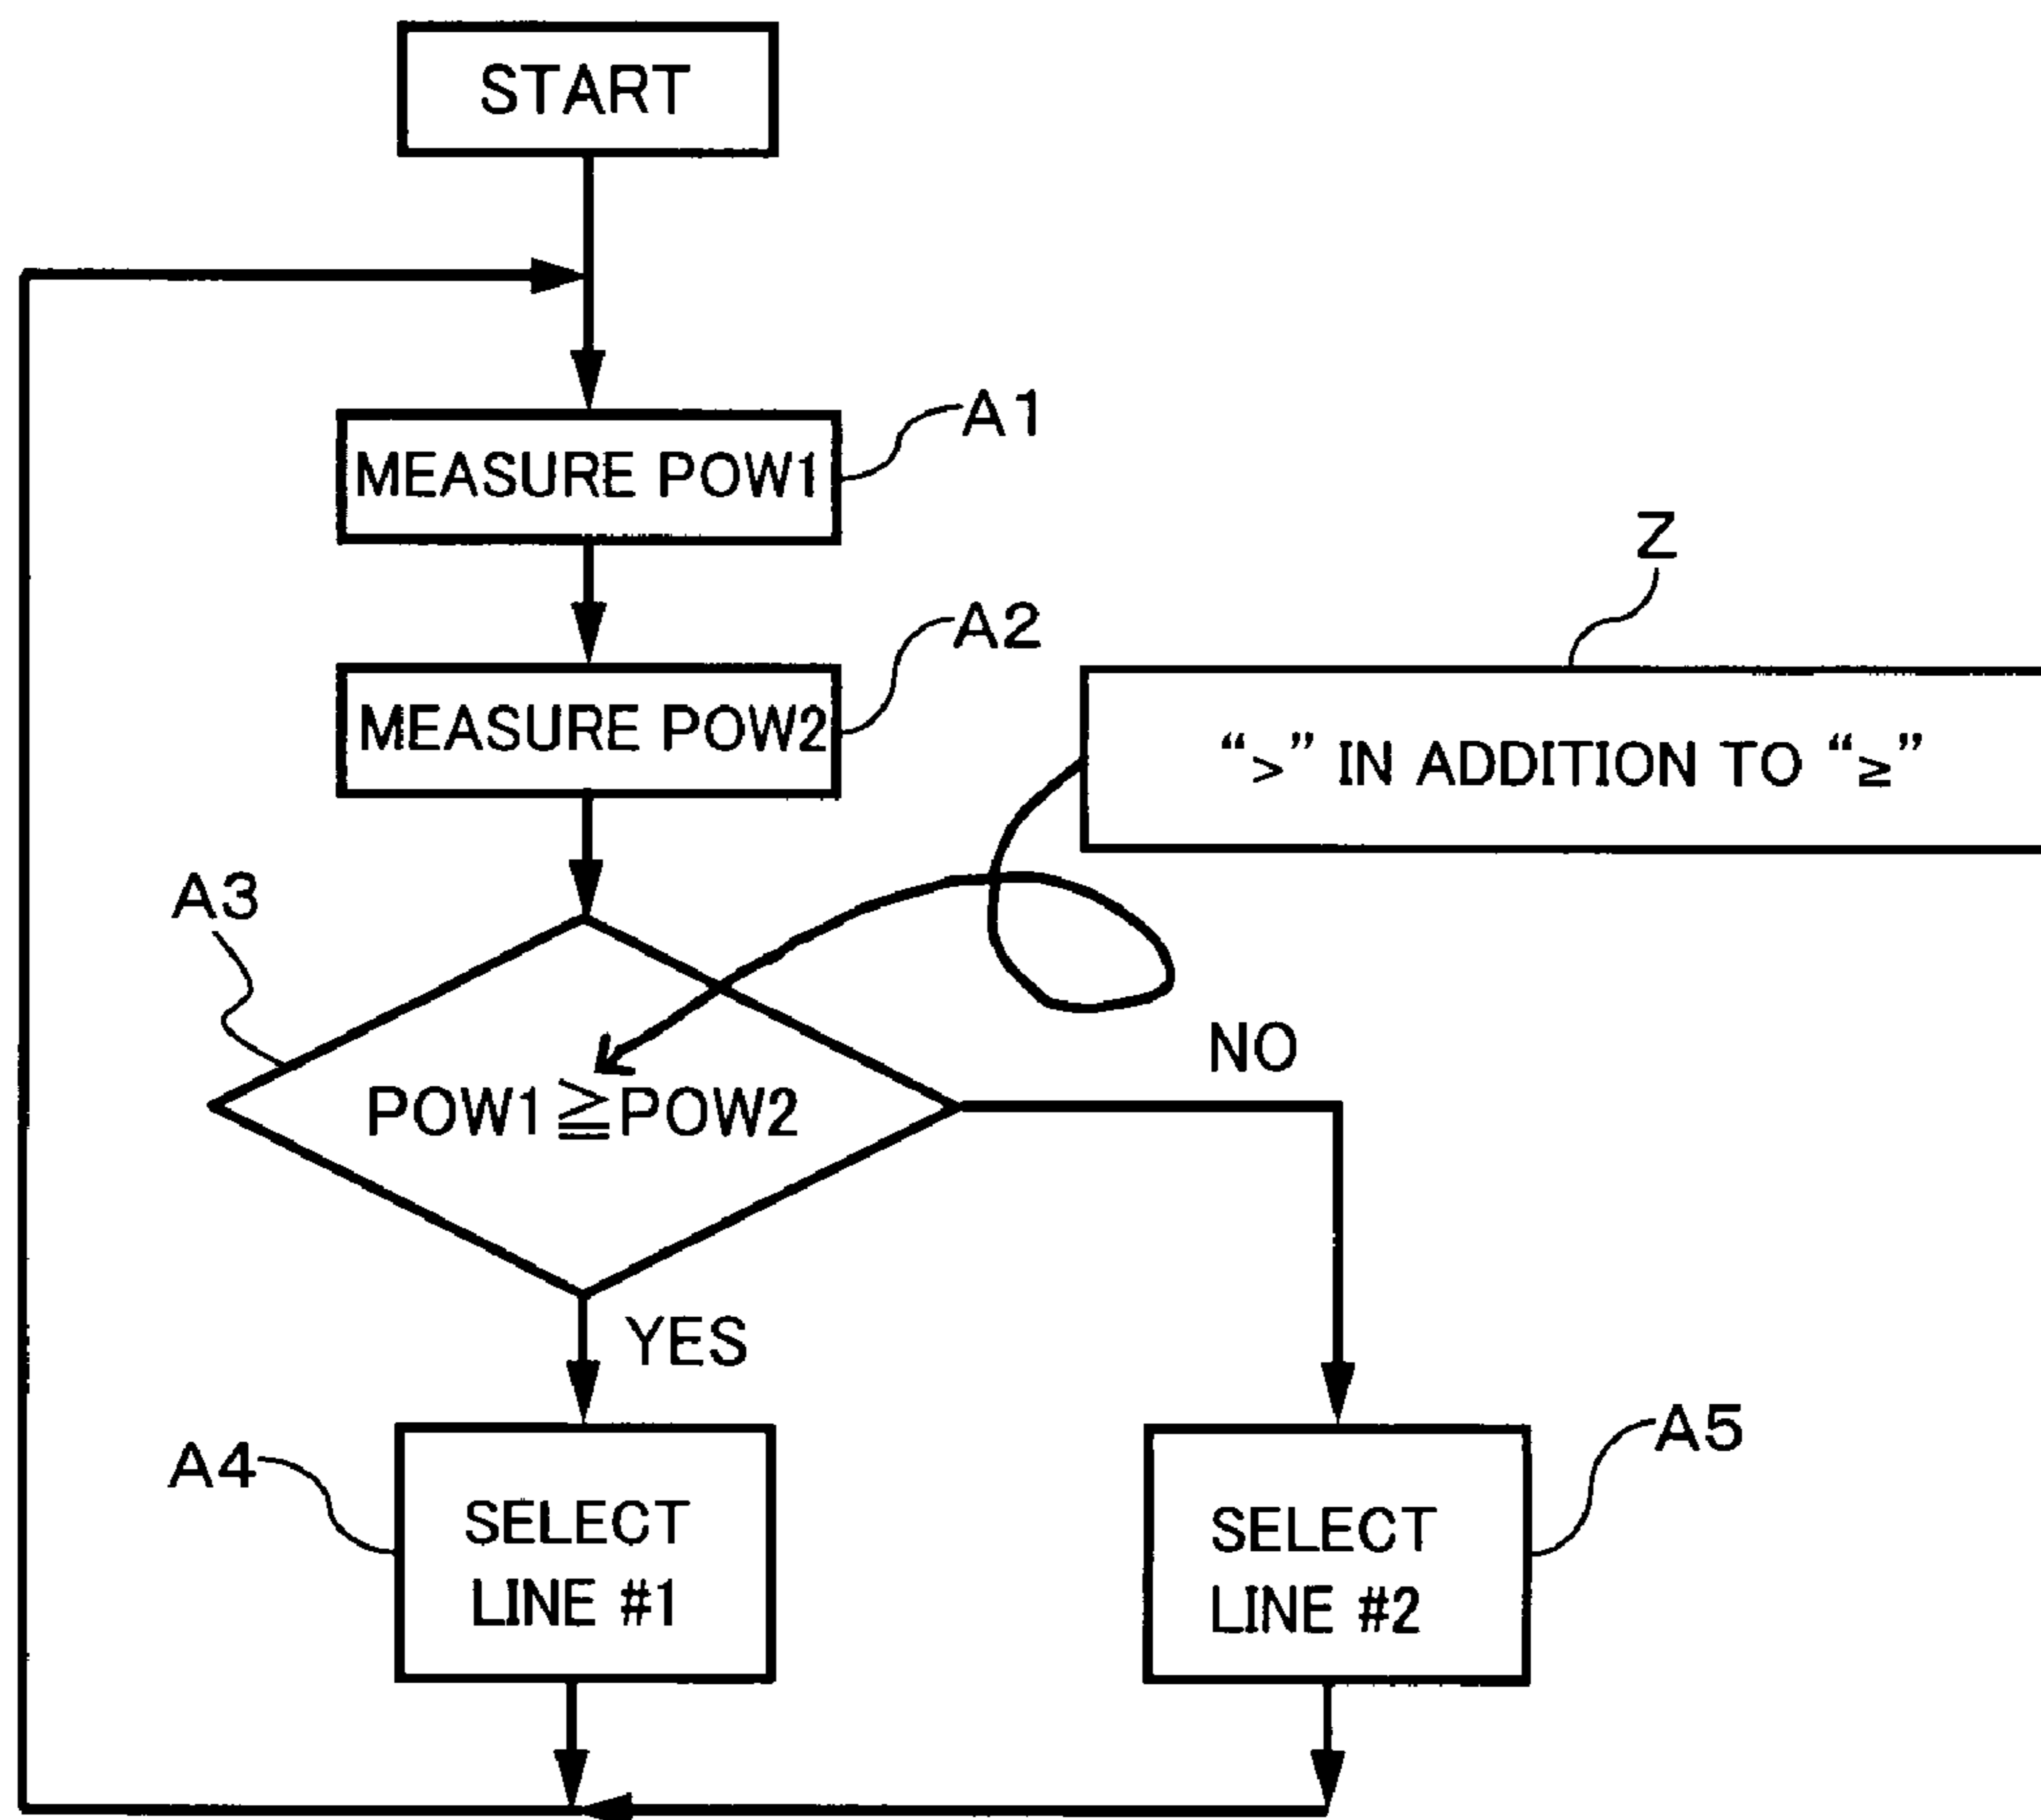 START
A1
MEASURE POW1
Z
A2
MEASURE POW2
“>” IN ADDITION TO “≥”
A3
NO
POW1≧POW2
YES
A4
A5
SELECT
LINE #1
SELECT
LINE #2